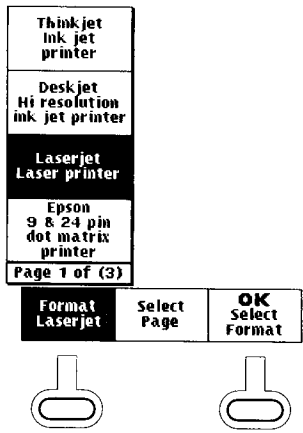 Thinkjet
Ink jet
printer
Deskjet
Hi resolution
ink jet printer
Laserjet
Laser printer
Epson
9 & 24 pin
dot matrix
printer
Page 1 of (3)
Format
Laserjet
Select
Page
OK
Select
Format